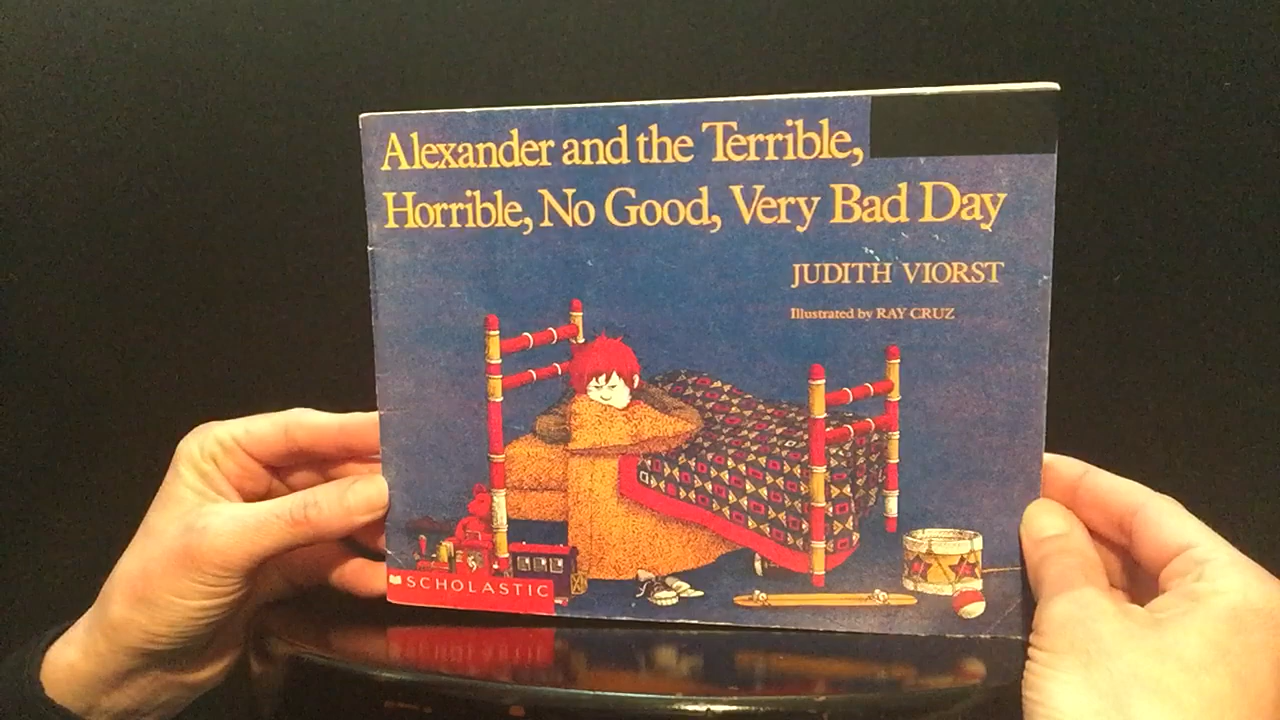 Alexander and the Terrible,
Horrible, No Good, Very Bad Day
JUDITH VIORST
Illustrated by RAY CRUZ
SCHOLASTIC